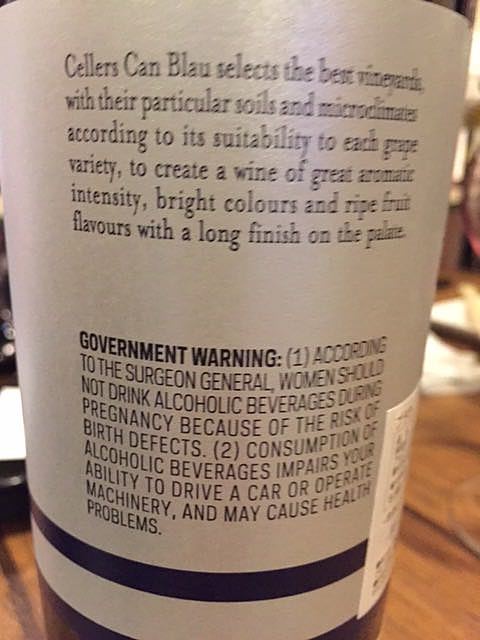 Cellers Can Blau selects the best vineyards,
with their particular soils and microclimates
according to its suitability to each grape
variety, to create a wine of great aromatic
intensity, bright colours and ripe fruit
flavours with a long finish on the palate.
GOVERNMENT WARNING: (1) ACCORDING
TO THE SURGEON GENERAL, WOMEN SHOULD
NOT DRINK ALCOHOLIC BEVERAGES DURING
PREGNANCY BECAUSE OF THE RISK OF
BIRTH DEFECTS. (2) CONSUMPTION OF
ALCOHOLIC BEVERAGES IMPAIRS YOUR
ABILITY TO DRIVE A CAR OR OPERATE
MACHINERY, AND MAY CAUSE HEALTH
PROBLEMS.